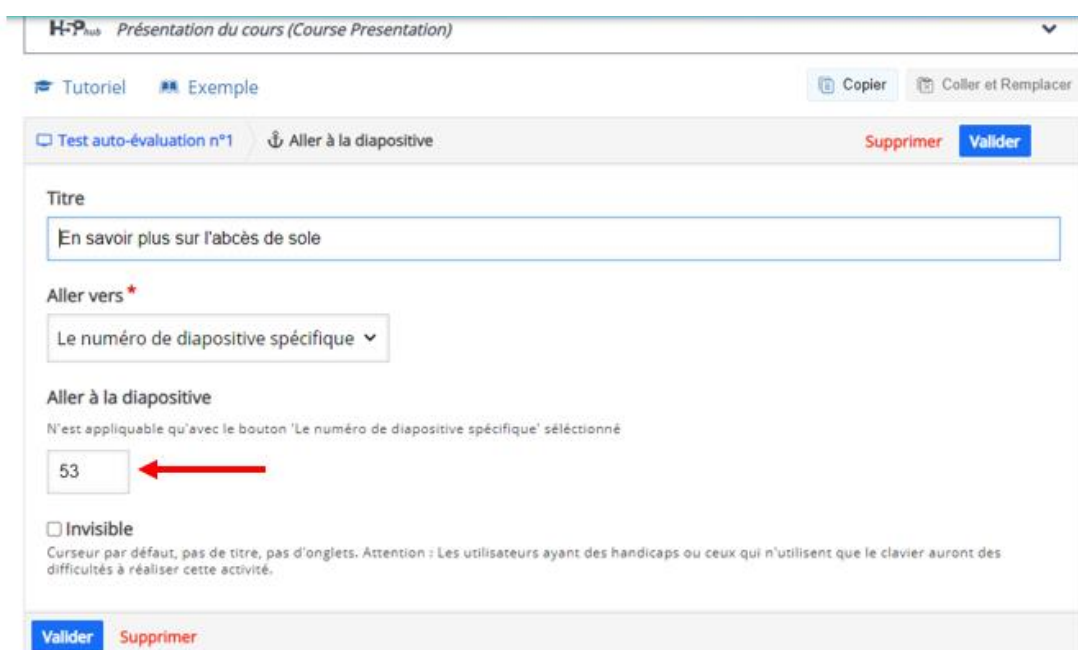 H-P hub Présentation du cours (Course Presentation)
Tutoriel Exemple Copier Coller et Remplacer
Test auto-évaluation n°1 Aller à la diapositive Supprimer Valider
Titre
En savoir plus sur l'abcès de sole
Aller vers *
Le numéro de diapositive spécifique
Aller à la diapositive
N'est appliquable qu'avec le bouton 'Le numéro de diapositive spécifique' séléctionné
53
Invisible
Curseur par défaut, pas de titre, pas d'onglets. Attention : Les utilisateurs ayant des handicaps ou ceux qui n'utilisent que le clavier auront des
difficultés à réaliser cette activité.
Valider Supprimer